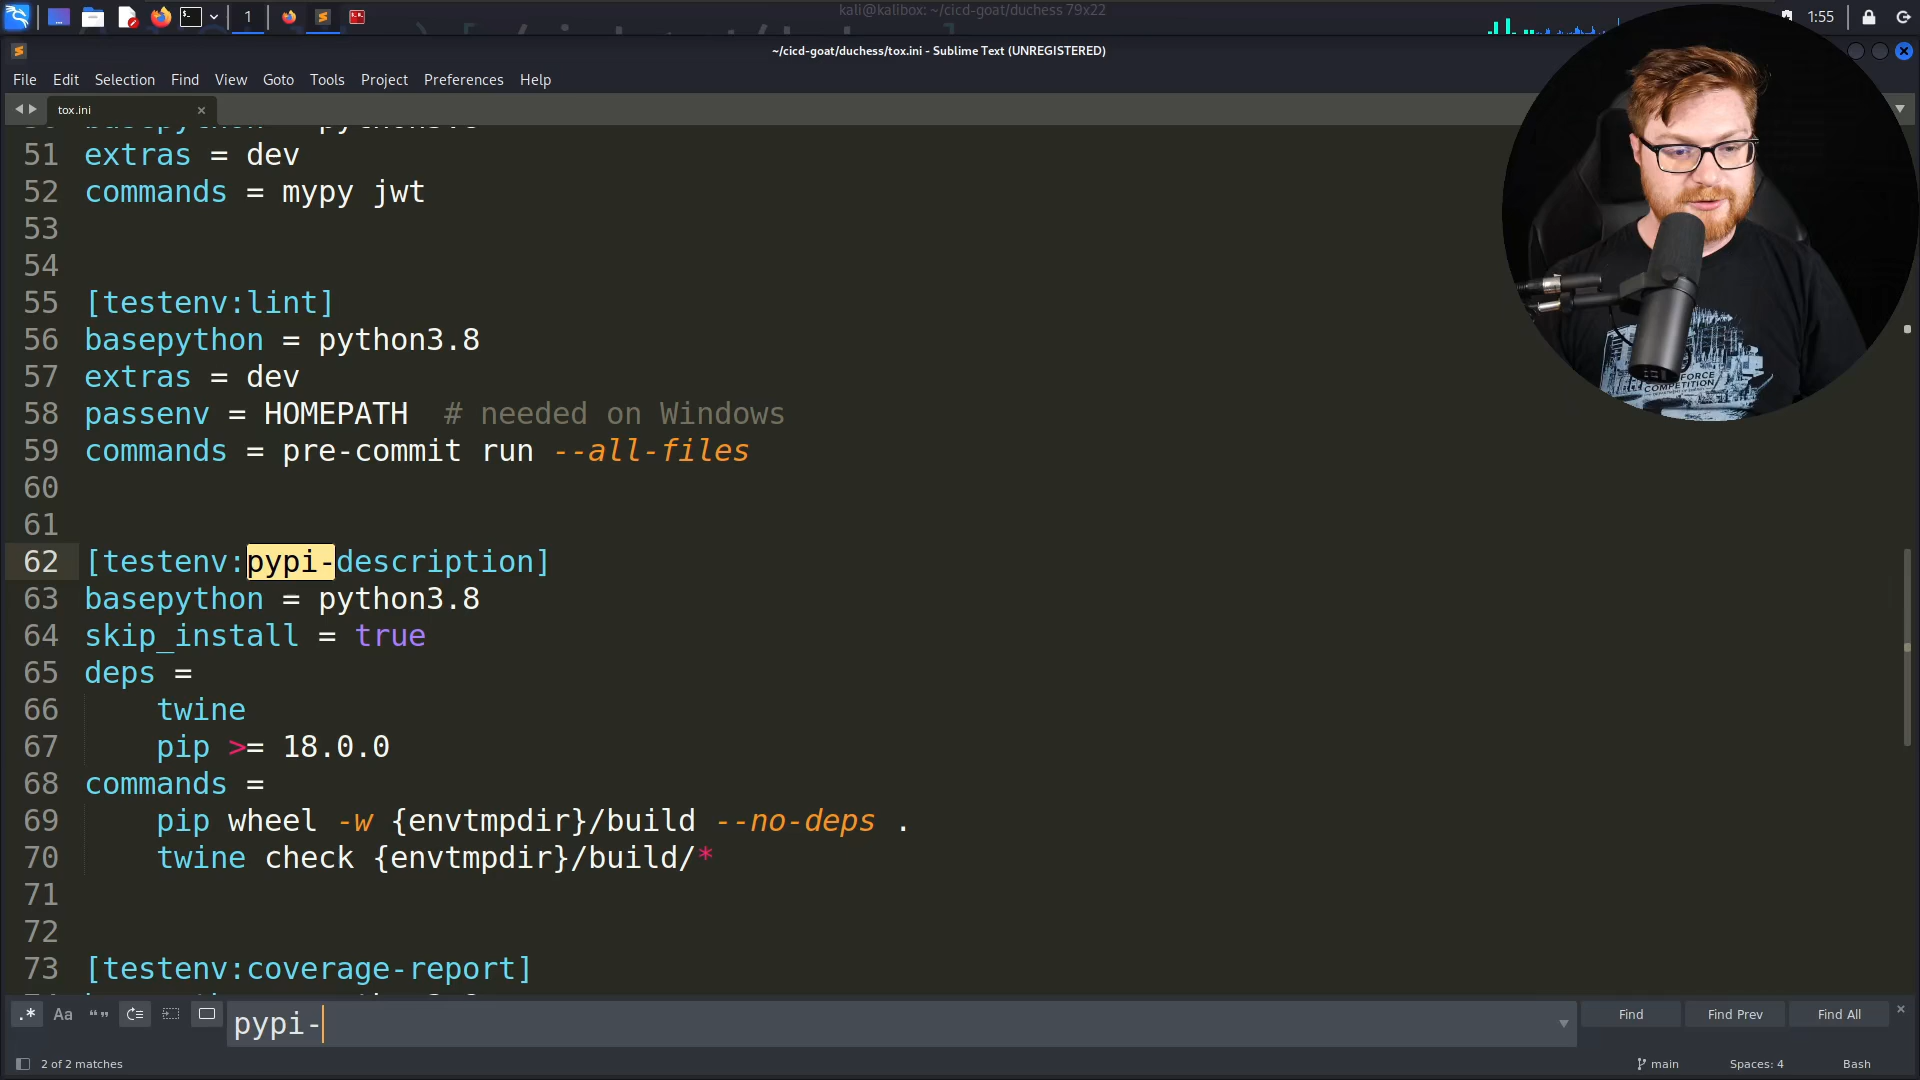 1
kali@kalibox: ~/cicd-goat/duchess 79x22
1:55
~/cicd-goat/duchess/tox.ini - Sublime Text (UNREGISTERED)
File Edit Selection Find View Goto Tools Project Preferences Help
tox.ini
51 extras = dev
52 commands = mypy jwt
53
54
55 [testenv:lint]
56 basepython = python3.8
57 extras = dev
58 passenv = HOMEPATH  # needed on Windows
59 commands = pre-commit run --all-files
60
61
62 [testenv:pypi-description]
63 basepython = python3.8
64 skip_install = true
65 deps =
66     twine
67     pip >= 18.0.0
68 commands =
69     pip wheel -w {envtmpdir}/build --no-deps .
70     twine check {envtmpdir}/build/*
71
72
73 [testenv:coverage-report]
.* Aa “” pypi- Find Find Prev Find All
2 of 2 matches main Spaces: 4 Bash
FORCE
COMPETITION